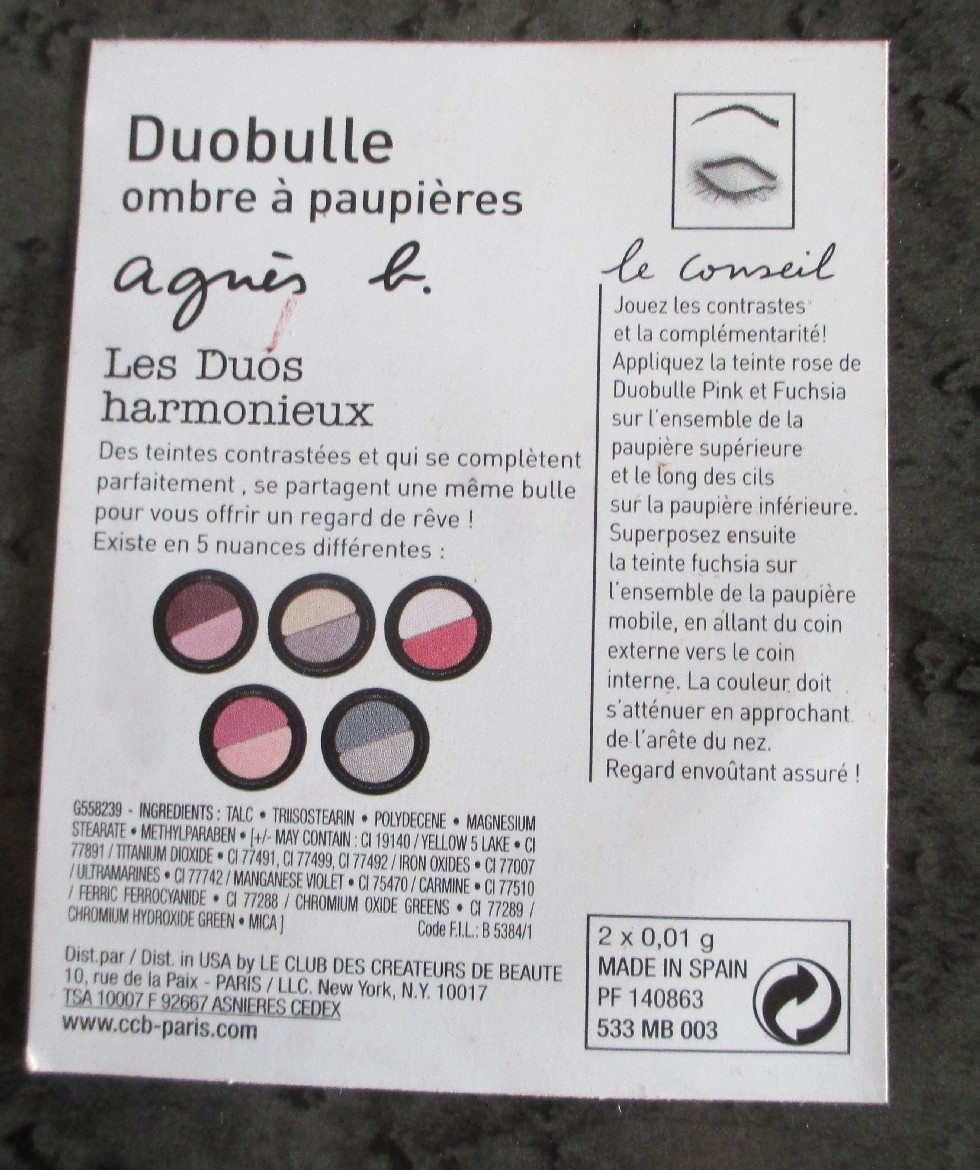 Duobulle
ombre à paupières
agnès b.
Les Duos
harmonieux
Des teintes contrastées et qui se complètent
parfaitement , se partagent une même bulle
pour vous offrir un regard de rêve !
Existe en 5 nuances différentes :
G558239 - INGREDIENTS : TALC • TRIISOSTEARIN • POLYDECENE • MAGNESIUM
STEARATE • METHYLPARABEN • [+/- MAY CONTAIN : CI 19140 / YELLOW 5 LAKE • CI
77891 / TITANIUM DIOXIDE • CI 77491, CI 77499, CI 77492 / IRON OXIDES • CI 77007
/ ULTRAMARINES • CI 77742 / MANGANESE VIOLET • CI 75470 / CARMINE • CI 77510
/ FERRIC FERROCYANIDE • CI 77288 / CHROMIUM OXIDE GREENS • CI 77289 /
CHROMIUM HYDROXIDE GREEN • MICA ] Code F.I.L.: B 5384/1
Dist.par / Dist. in USA by LE CLUB DES CREATEURS DE BEAUTE
10, rue de la Paix - PARIS / LLC. New York, N.Y. 10017
TSA 10007 F 92667 ASNIERES CEDEX
www.ccb-paris.com
le conseil
Jouez les contrastes
et la complémentarité!
Appliquez la teinte rose de
Duobulle Pink et Fuchsia
sur l'ensemble de la
paupière supérieure
et le long des cils
sur la paupière inférieure.
Superposez ensuite
la teinte fuchsia sur
l'ensemble de la paupière
mobile, en allant du coin
externe vers le coin
interne. La couleur doit
s'atténuer en approchant
de l'arête du nez.
Regard envoûtant assuré !
2 x 0,01 g
MADE IN SPAIN
PF 140863
533 MB 003